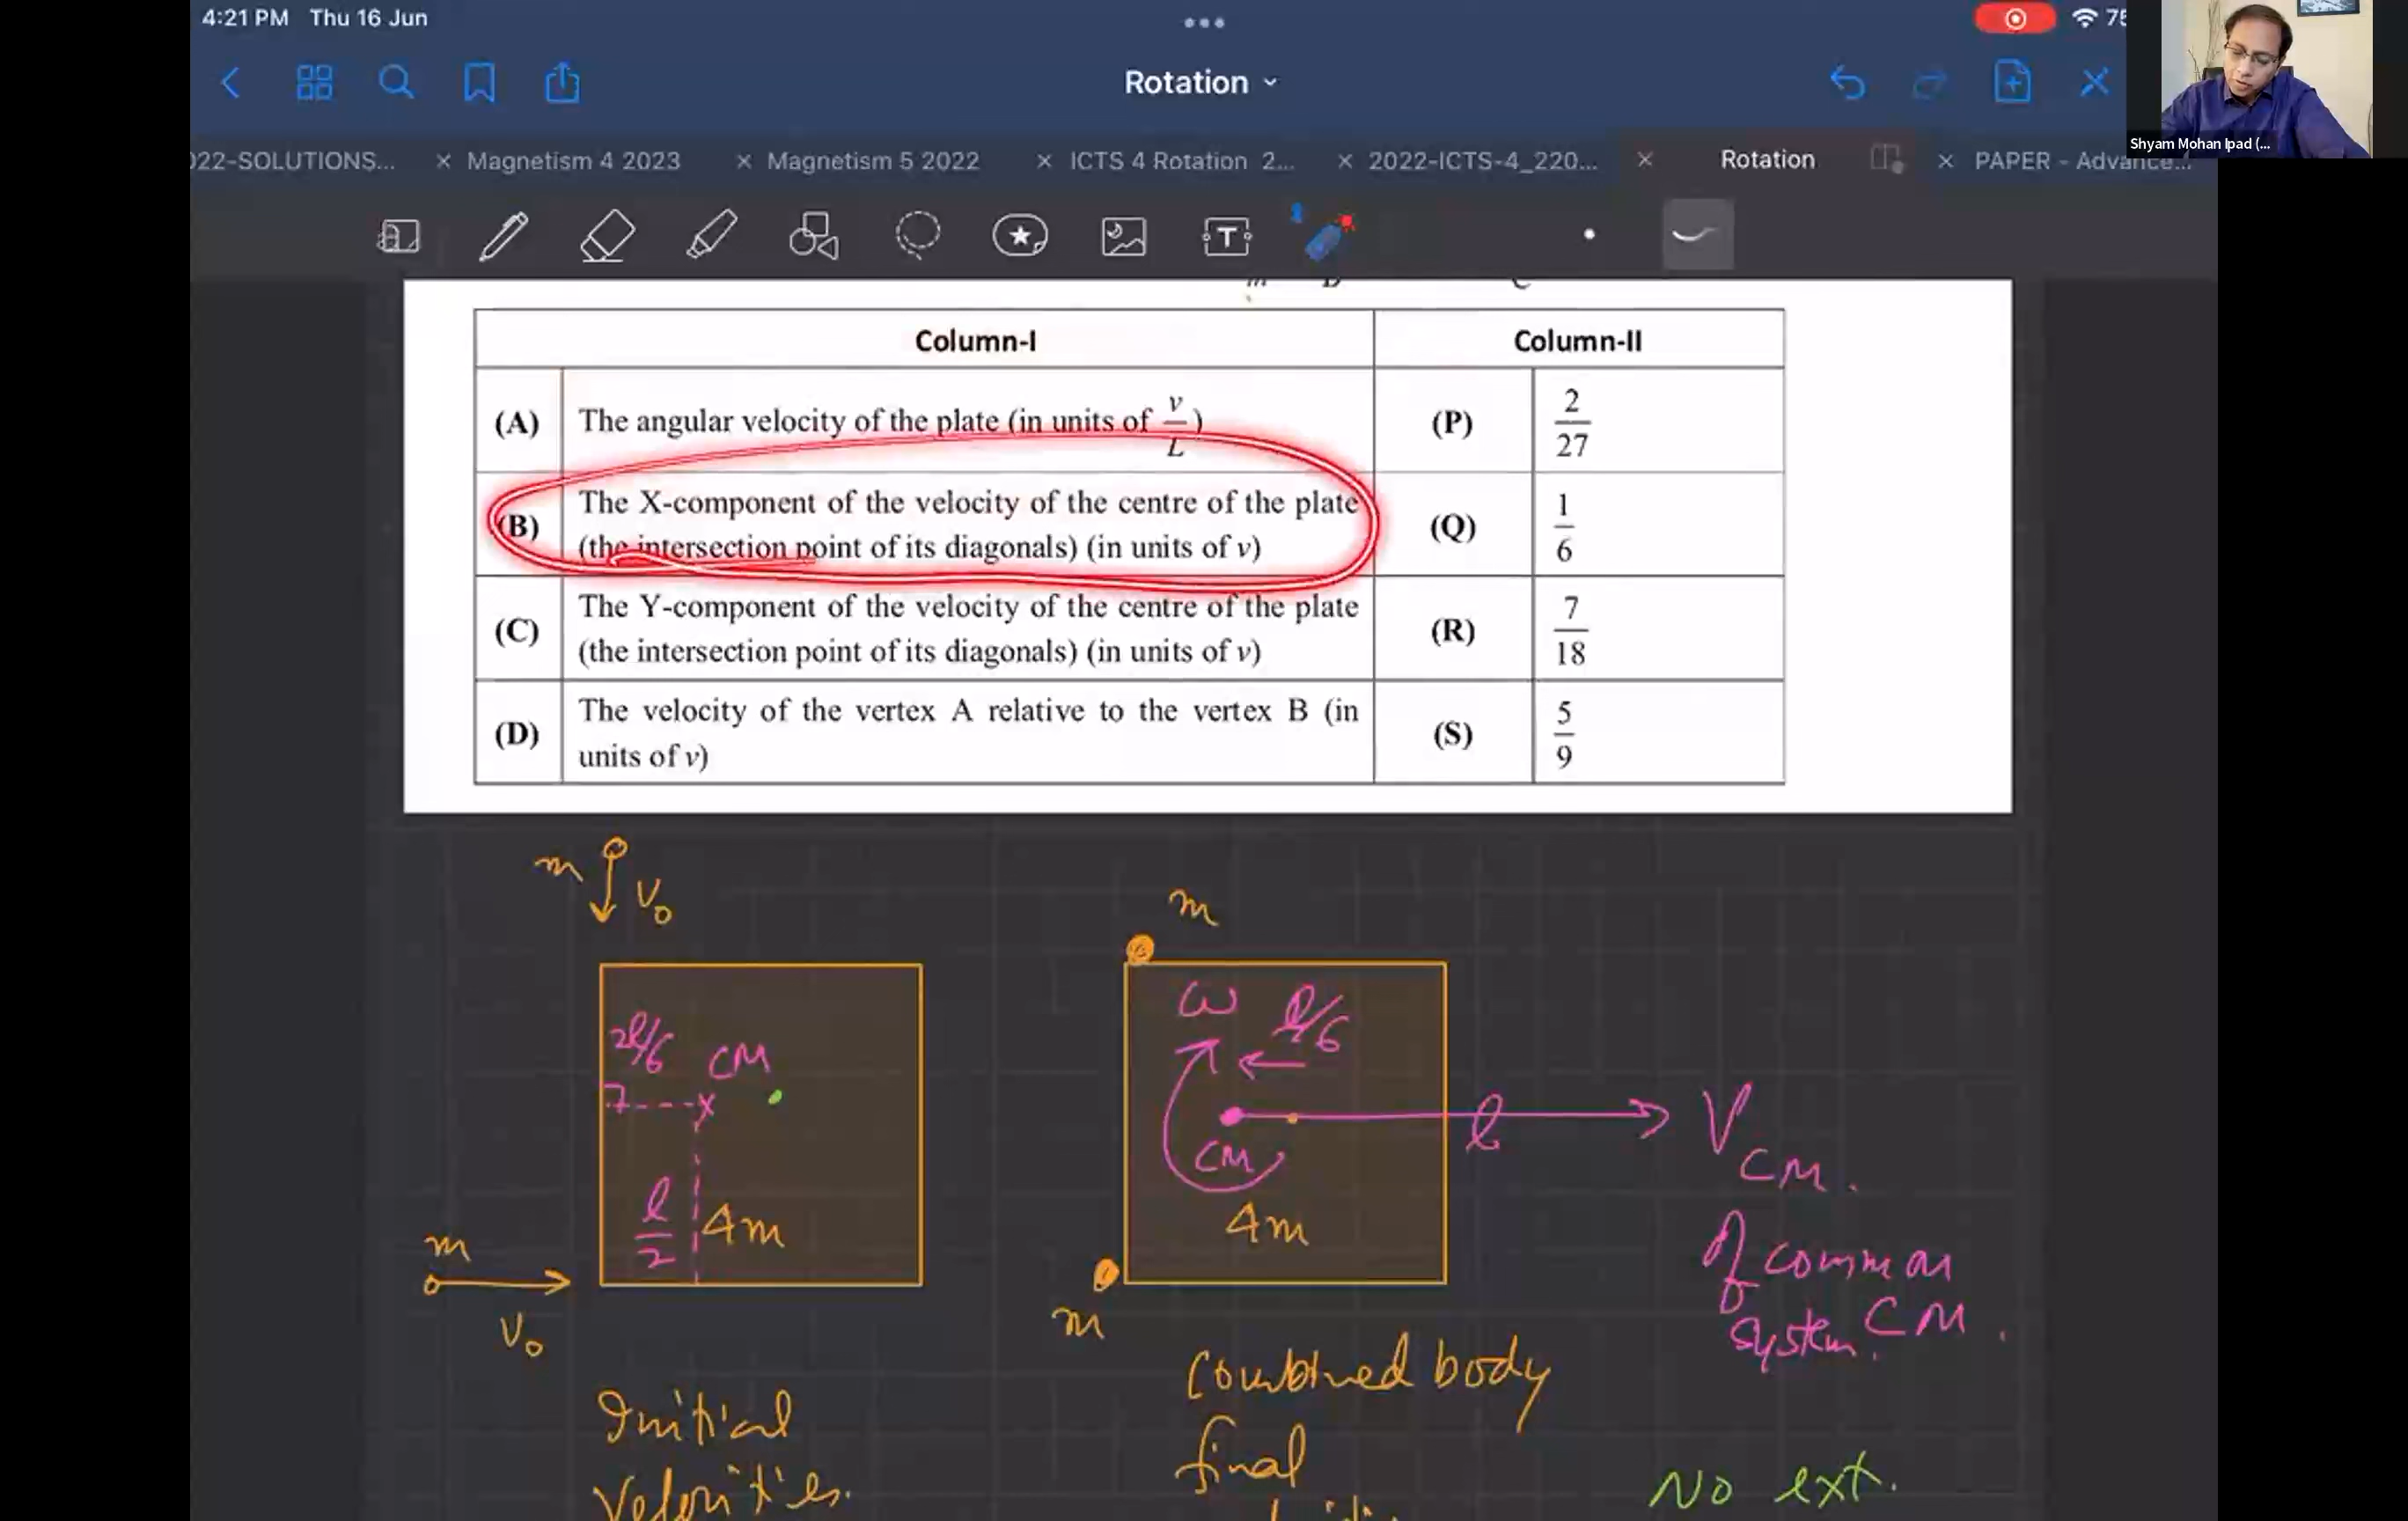 4:21 PM Thu 16 Jun
Rotation
022-SOLUTIONS... × Magnetism 4 2023 × Magnetism 5 2022 × ICTS 4 Rotation 2... × 2022-ICTS-4_220... × Rotation × PAPER - Advance...
Shyam Mohan Ipad (...
Column-I Column-II
(A) The angular velocity of the plate (in units of v/L) (P) 2/27
(B) The X-component of the velocity of the centre of the plate
(the intersection point of its diagonals) (in units of v) (Q) 1/6
(C) The Y-component of the velocity of the centre of the plate
(the intersection point of its diagonals) (in units of v) (R) 7/18
(D) The velocity of the vertex A relative to the vertex B (in
units of v) (S) 5/9
m V₀
m
2l/6 CM
ω l/6
l/2 4m
CM
4m
l
V CM.
of common
system CM.
m
V₀
m
Initial
Velocities.
Combined body
final
No ext.